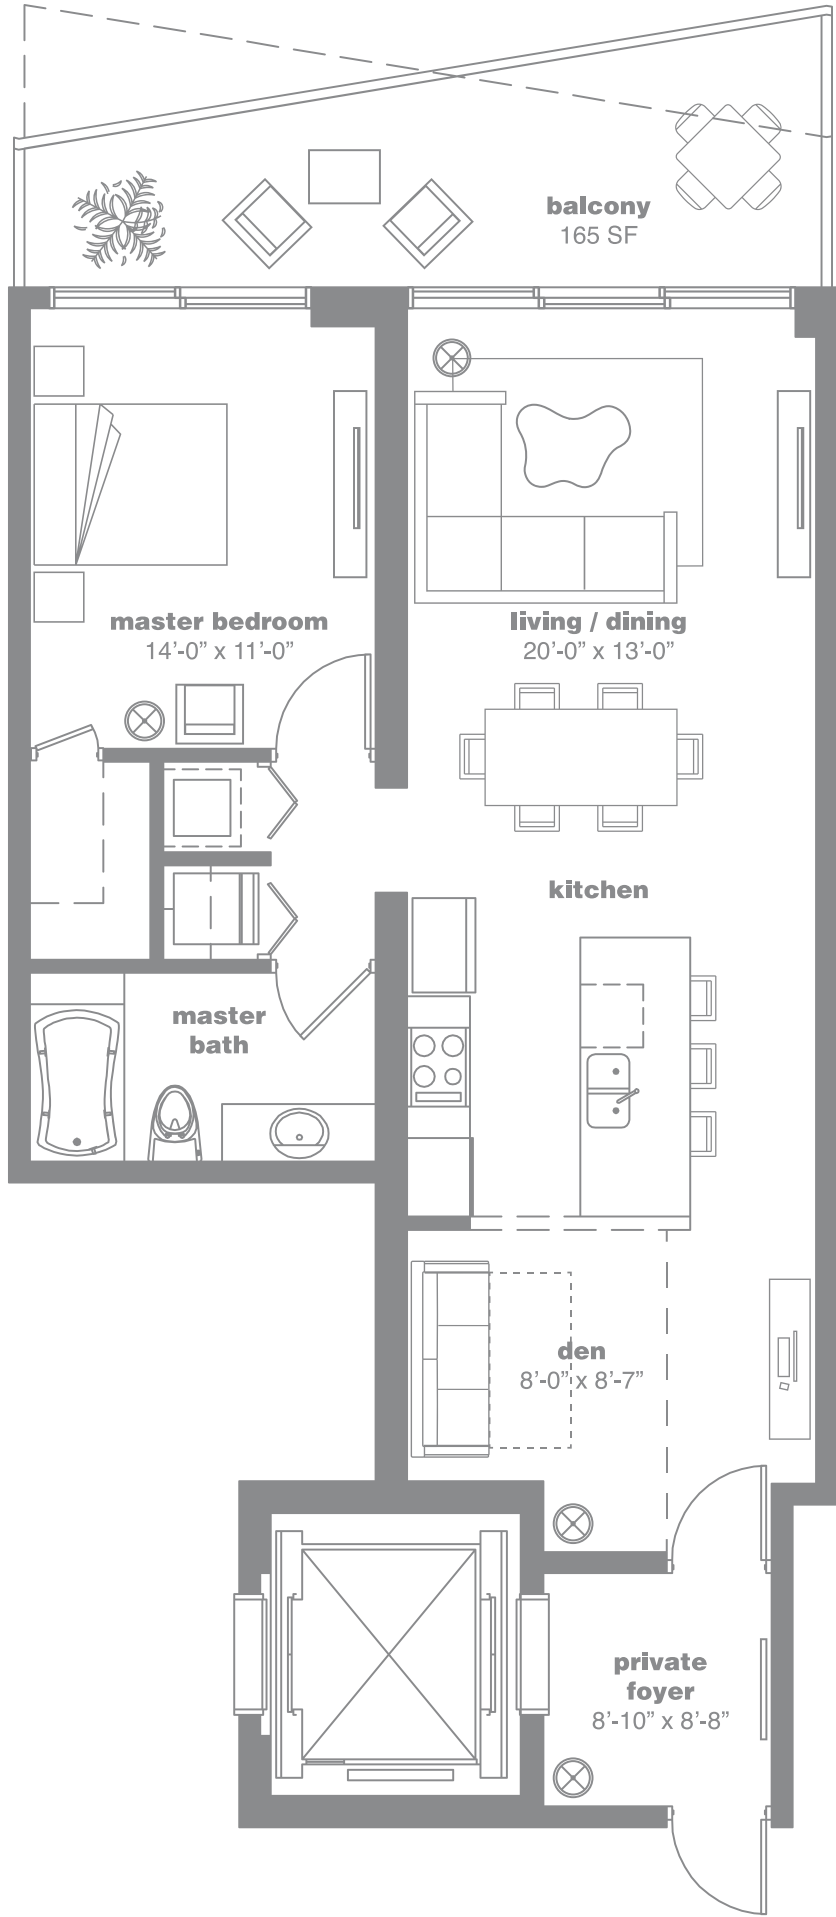 balcony
165 SF
master bedroom
14’-0” x 11’-0”
living / dining
20’-0” x 13’-0”
kitchen
master
bath
den
8’-0” x 8’-7”
private
foyer
8’-10” x 8’-8”